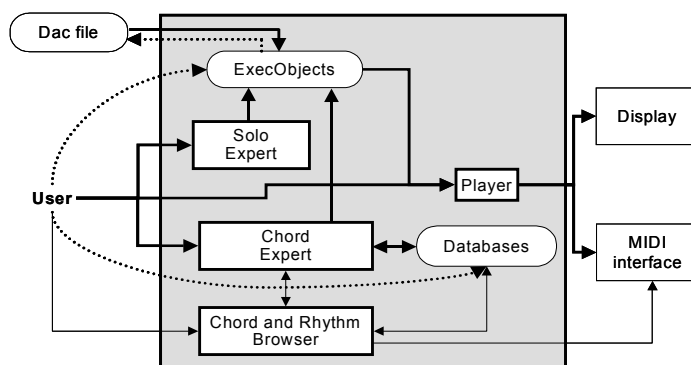 Dac file
ExecObjects
Solo
Expert
Display
Player
User
Chord
Expert
Databases
MIDI
interface
Chord and Rhythm
Browser